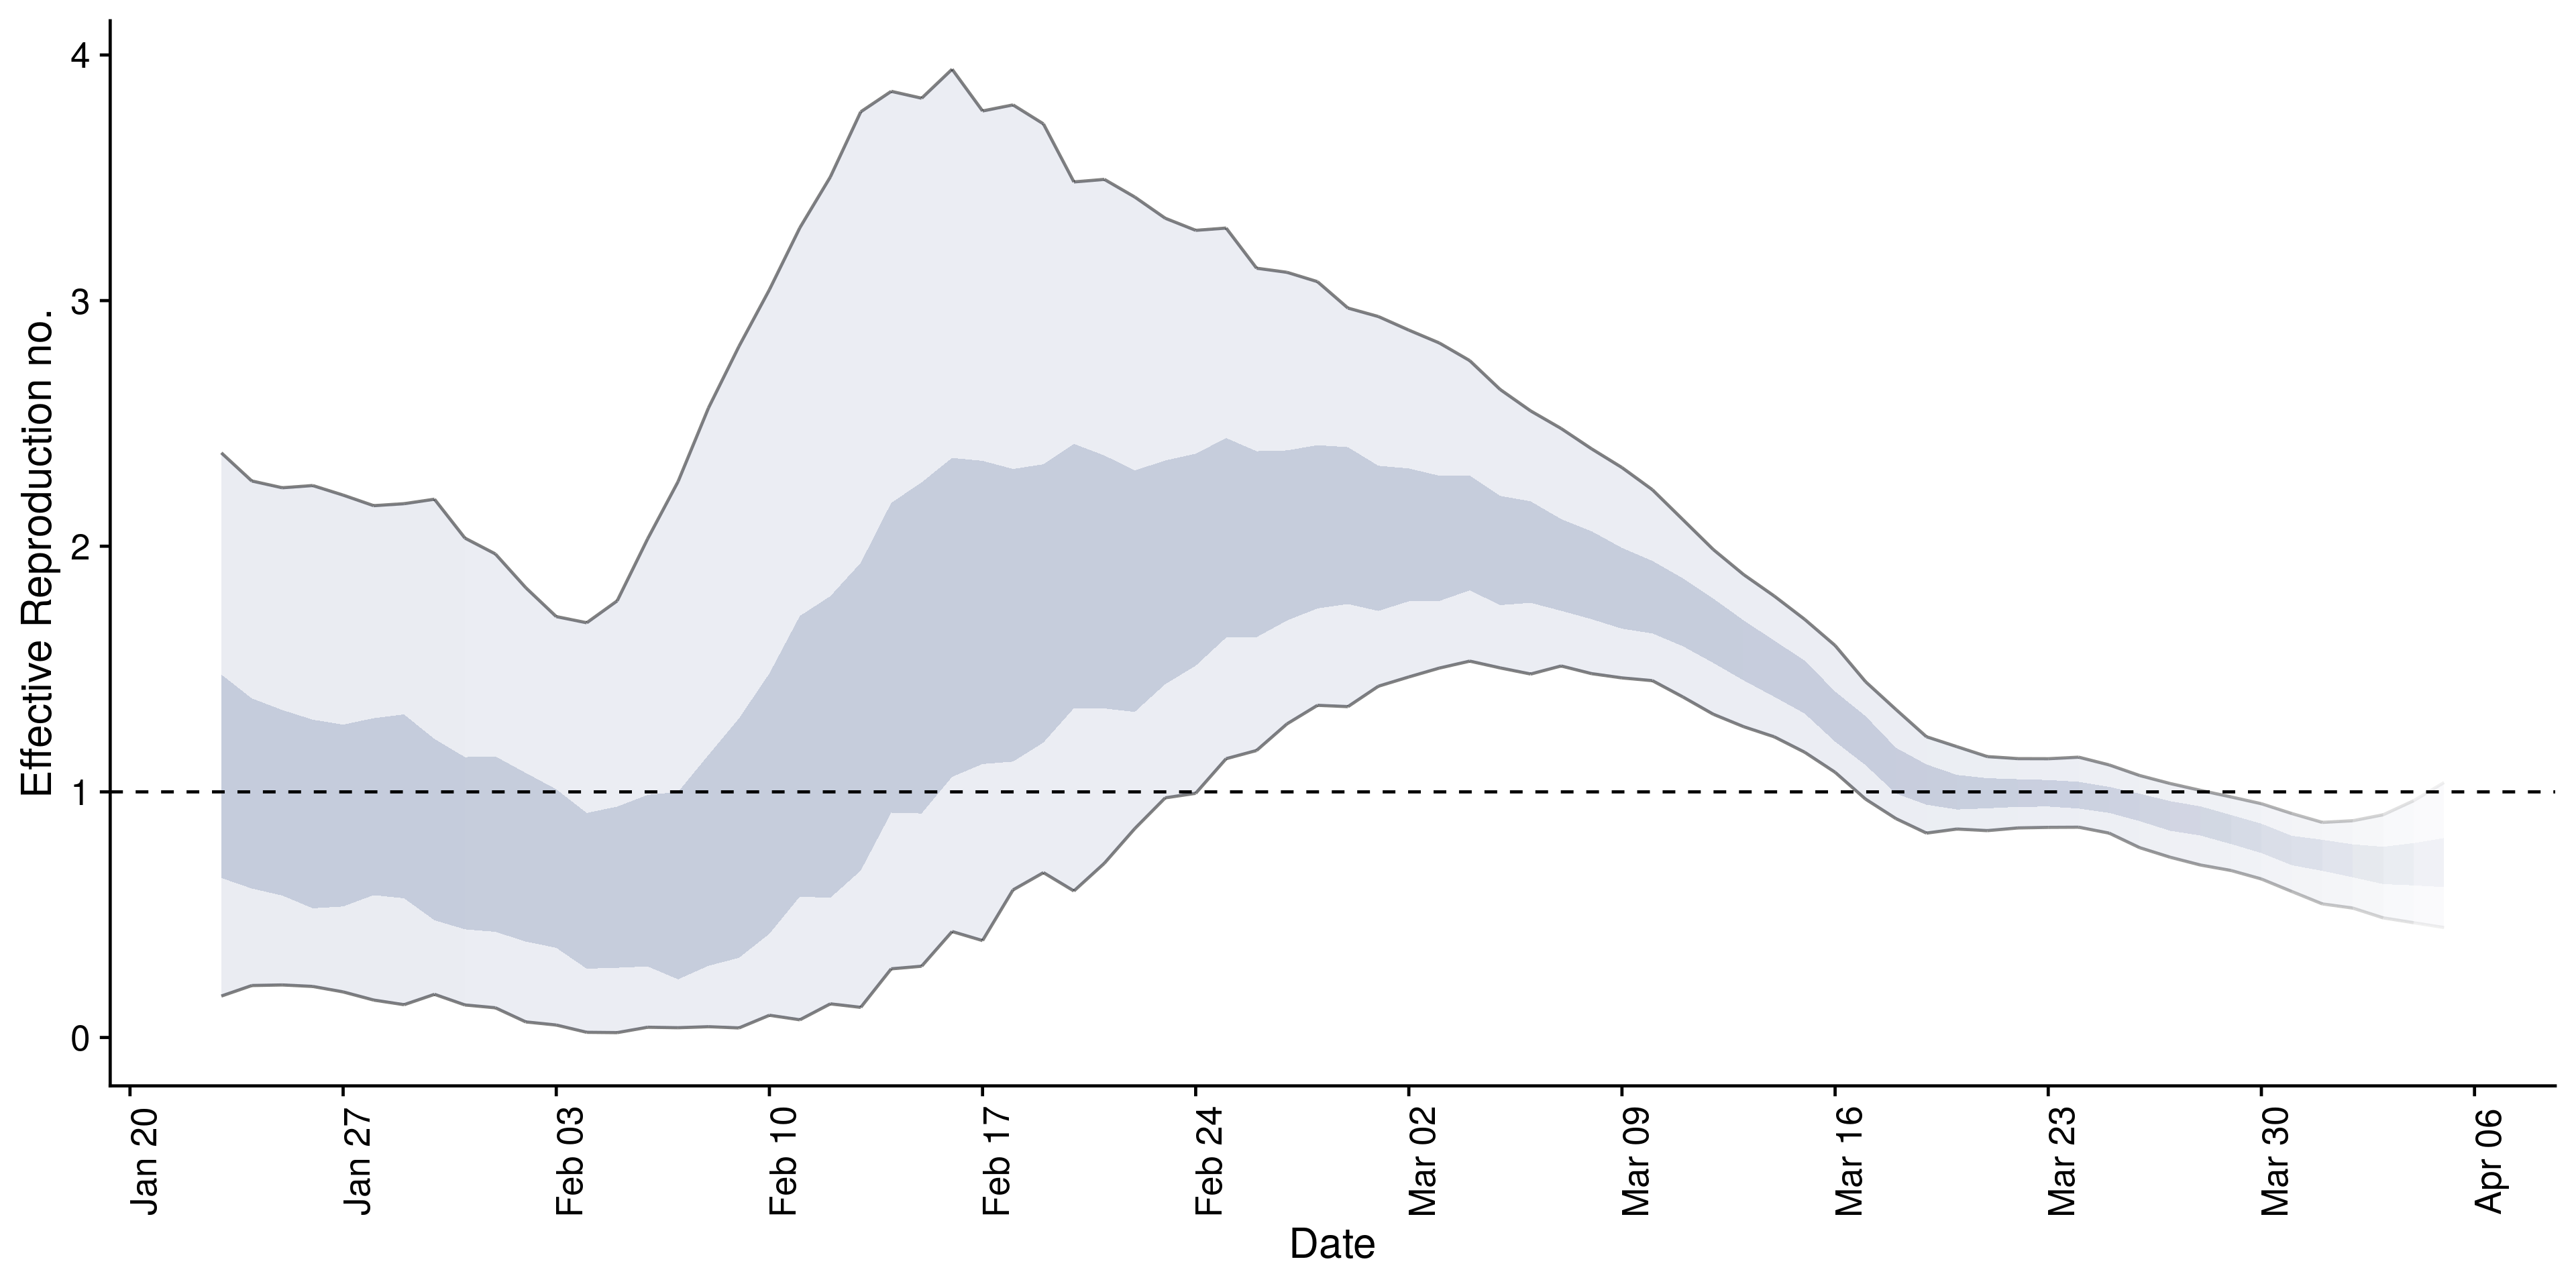 Effective Reproduction no.
4
3
2
1
0
Jan 20
Jan 27
Feb 03
Feb 10
Feb 17
Feb 24
Mar 02
Mar 09
Mar 16
Mar 23
Mar 30
Apr 06
Date